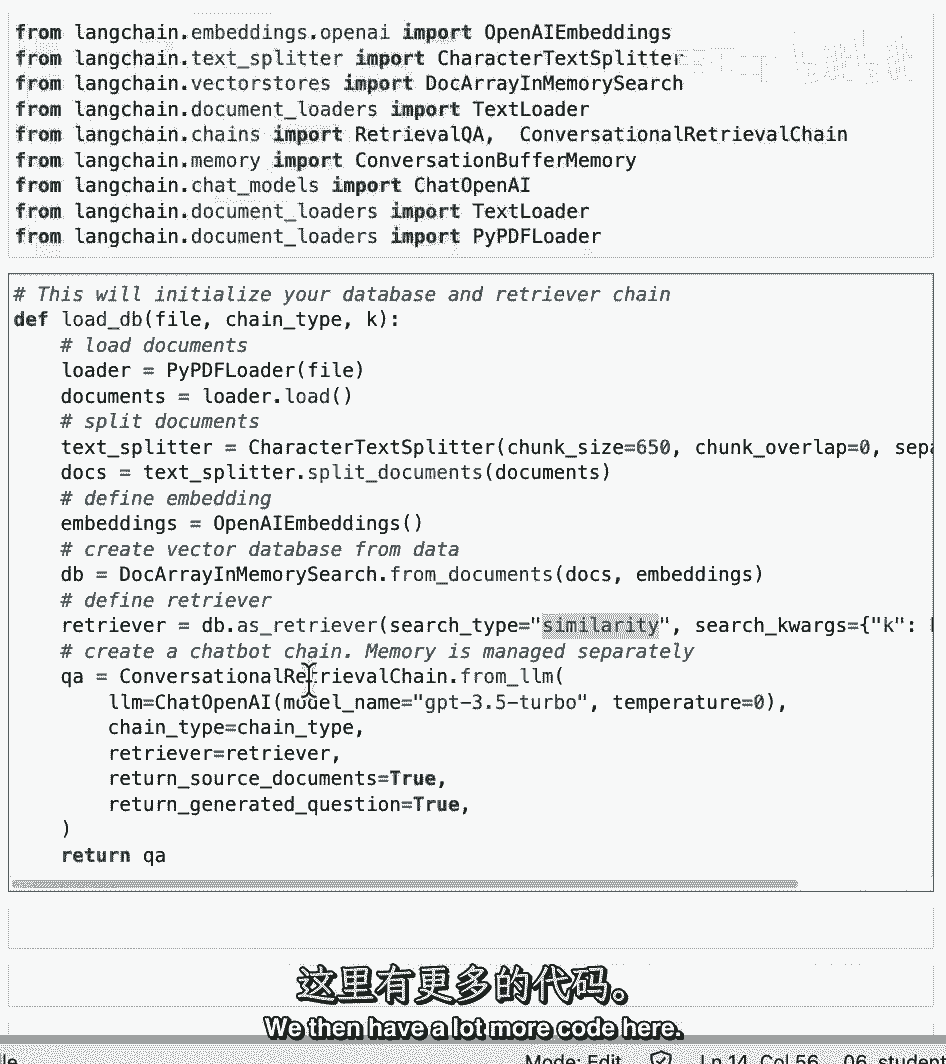 from langchain.embeddings.openai import OpenAIEmbeddings
from langchain.text_splitter import CharacterTextSplitter
from langchain.vectorstores import DocArrayInMemorySearch
from langchain.document_loaders import TextLoader
from langchain.chains import RetrievalQA,  ConversationalRetrievalChain
from langchain.memory import ConversationBufferMemory
from langchain.chat_models import ChatOpenAI
from langchain.document_loaders import TextLoader
from langchain.document_loaders import PyPDFLoader
# This will initialize your database and retriever chain
def load_db(file, chain_type, k):
    # load documents
    loader = PyPDFLoader(file)
    documents = loader.load()
    # split documents
    text_splitter = CharacterTextSplitter(chunk_size=650, chunk_overlap=0,
    docs = text_splitter.split_documents(documents)
    # define embedding
    embeddings = OpenAIEmbeddings()
    # create vector database from data
    db = DocArrayInMemorySearch.from_documents(docs, embeddings)
    # define retriever
    retriever = db.as_retriever(search_type="similarity", search_kwargs={"k":
    # create a chatbot chain. Memory is managed separately
    qa = ConversationalRetrievalChain.from_llm(
        llm=ChatOpenAI(model_name="gpt-3.5-turbo", temperature=0),
        chain_type=chain_type,
        retriever=retriever,
        return_source_documents=True,
        return_generated_question=True,
    )
    return qa
这里有更多的代码。
We then have a lot more code here.
Mode: Edit Ln 14, Col 56 06_student